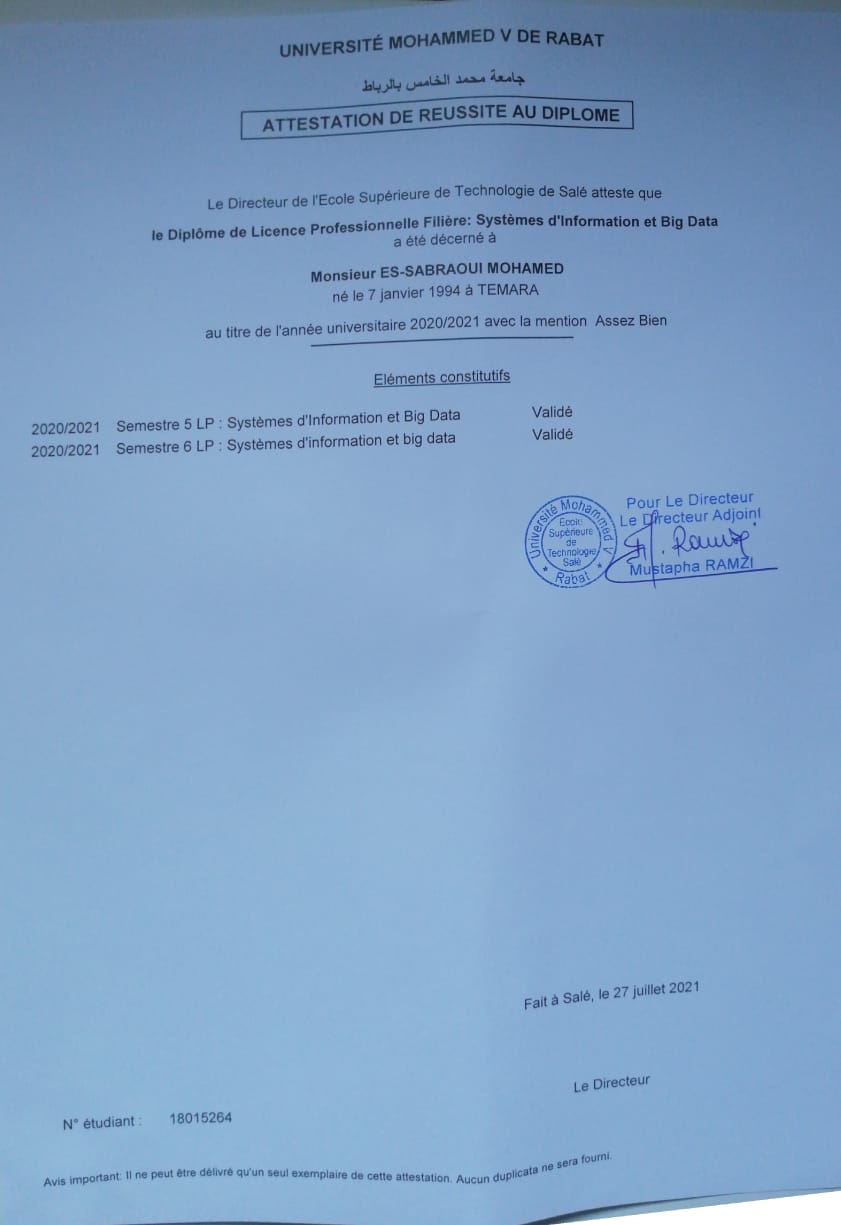 UNIVERSITÉ MOHAMMED V DE RABAT
جامعة محمد الخامس بالرباط
ATTESTATION DE REUSSITE AU DIPLOME
Le Directeur de l'Ecole Supérieure de Technologie de Salé atteste que
le Diplôme de Licence Professionnelle Filière: Systèmes d'Information et Big Data
a été décerné à
Monsieur ES-SABRAOUI MOHAMED
né le 7 janvier 1994 à TEMARA
au titre de l'année universitaire 2020/2021 avec la mention Assez Bien
Eléments constitutifs
2020/2021 Semestre 5 LP : Systèmes d'Information et Big Data Validé
2020/2021 Semestre 6 LP : Systèmes d'information et big data Validé
Université Mohammed V
Ecole
Supérieure
de
Technologie
Salé
* Rabat *
Pour Le Directeur
Le Directeur Adjoint
Mustapha RAMZI
Fait à Salé, le 27 juillet 2021
Le Directeur
N° étudiant : 18015264
Avis important: Il ne peut être délivré qu'un seul exemplaire de cette attestation. Aucun duplicata ne sera fourni.